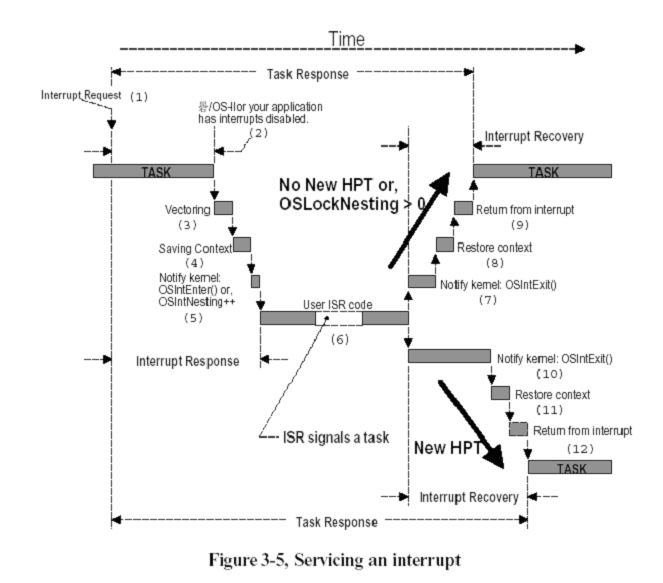 Time
Task Response
Interrupt Request (1)
/OS-IIor your application
has interrupts disabled.
(2)
Interrupt Recovery
TASK
TASK
No New HPT or,
OSLockNesting > 0
Vectoring
(3)
Return from interrupt
(9)
Saving Context
(4)
Restore context
(8)
Notify kernel:
OSIntEnter() or,
OSIntNesting++
(5)
Notify kernel: OSIntExit()
(7)
User ISR code
(6)
Interrupt Response
Notify kernel: OSIntExit()
(10)
Restore context
(11)
ISR signals a task
New HPT
Return from interrupt
(12)
TASK
Interrupt Recovery
Task Response
Figure 3-5, Servicing an interrupt